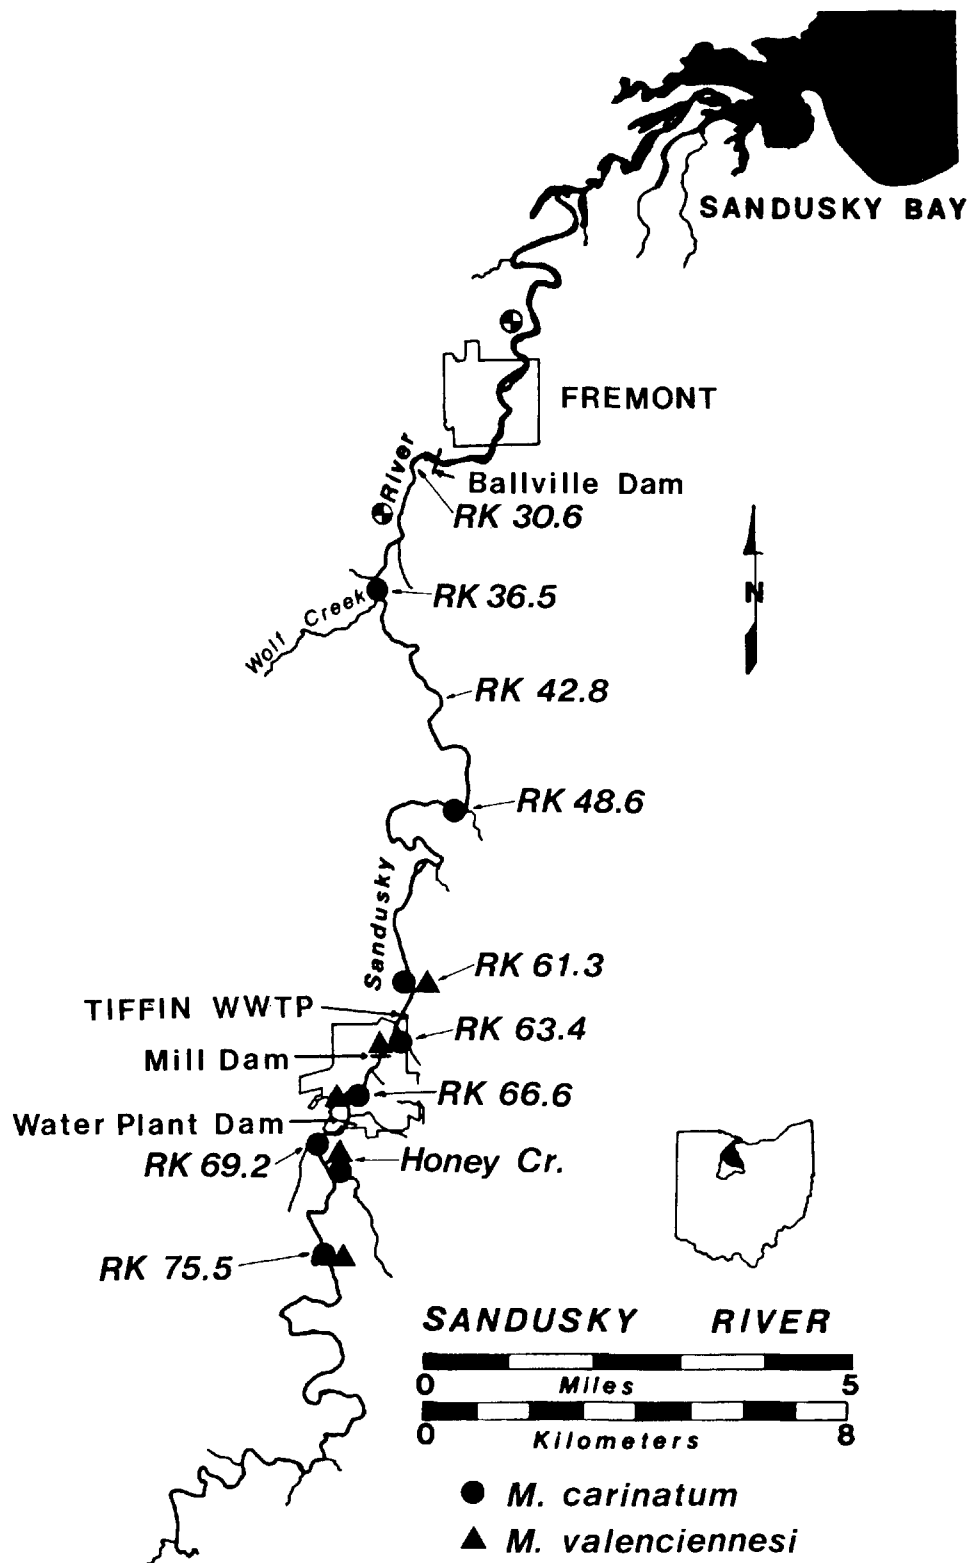 SANDUSKY BAY
FREMONT
River
Ballville Dam
RK 30.6
N
RK 36.5
Wolf Creek
RK 42.8
RK 48.6
Sandusky
RK 61.3
TIFFIN WWTP
RK 63.4
Mill Dam
RK 66.6
Water Plant Dam
RK 69.2
Honey Cr.
RK 75.5
SANDUSKY RIVER
0 Miles 5
0 Kilometers 8
M. carinatum
M. valenciennesi